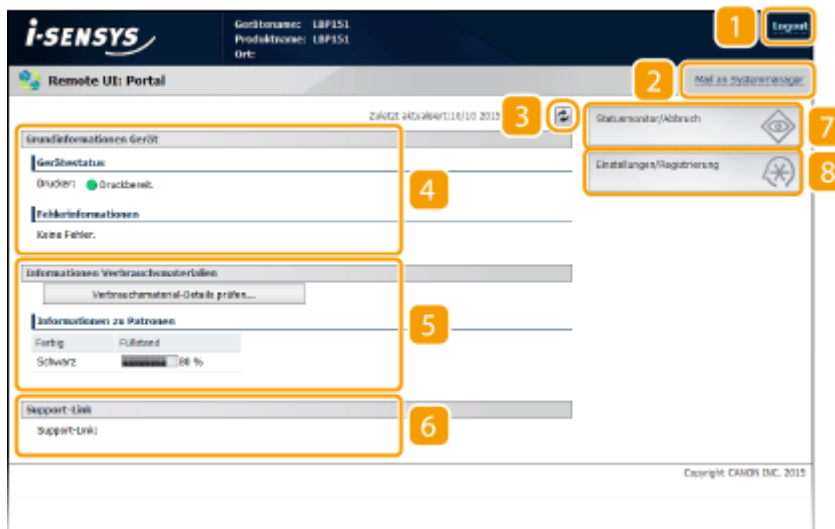 i-SENSYS
Gerätename: LBP151
Produktname: LBP151
Ort:
1
Logout
Remote UI: Portal
2
Mail an Systemmanager
Zuletzt aktualisiert:10/10 2015
3
Statusmonitor/Abbruch
7
Grundinformationen Gerät
Einstellungen/Registrierung
8
Gerätestatus
Drucker: Druckbereit.
4
Fehlerinformationen
Keine Fehler.
Informationen Verbrauchsmaterialien
Verbrauchsmaterial-Details prüfen...
Informationen zu Patronen
5
Farbig Füllstand
Schwarz 80 %
Support-Link
Support-Link:
6
Copyright CANON INC. 2015